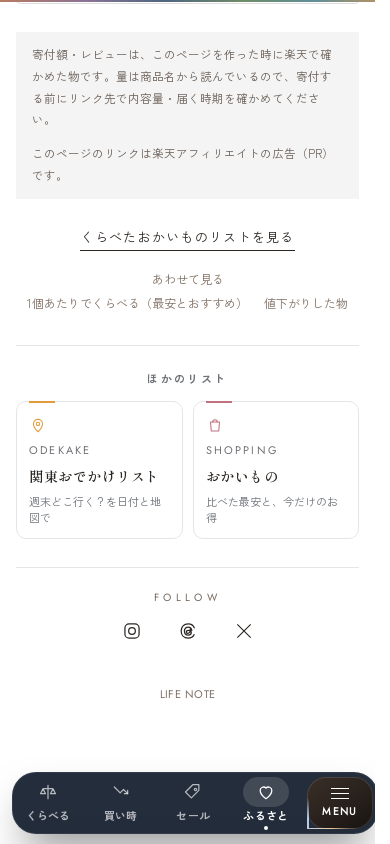 寄付額・レビューは、このページを作った時に楽天で確
かめた物です。量は商品名から読んでいるので、寄付す
る前にリンク先で内容量・届く時期を確かめてくださ
い。
このページのリンクは楽天アフィリエイトの広告（PR）
です。
くらべたおかいものリストを見る
あわせて見る
1個あたりでくらべる（最安とおすすめ） 値下がりした物
ほかのリスト
ODEKAKE
関東おでかけリスト
週末どこ行く？を日付と地
図で
SHOPPING
おかいもの
比べた最安と、今だけのお
得
FOLLOW
LIFE NOTE
くらべる 買い時 セール ふるさと MENU